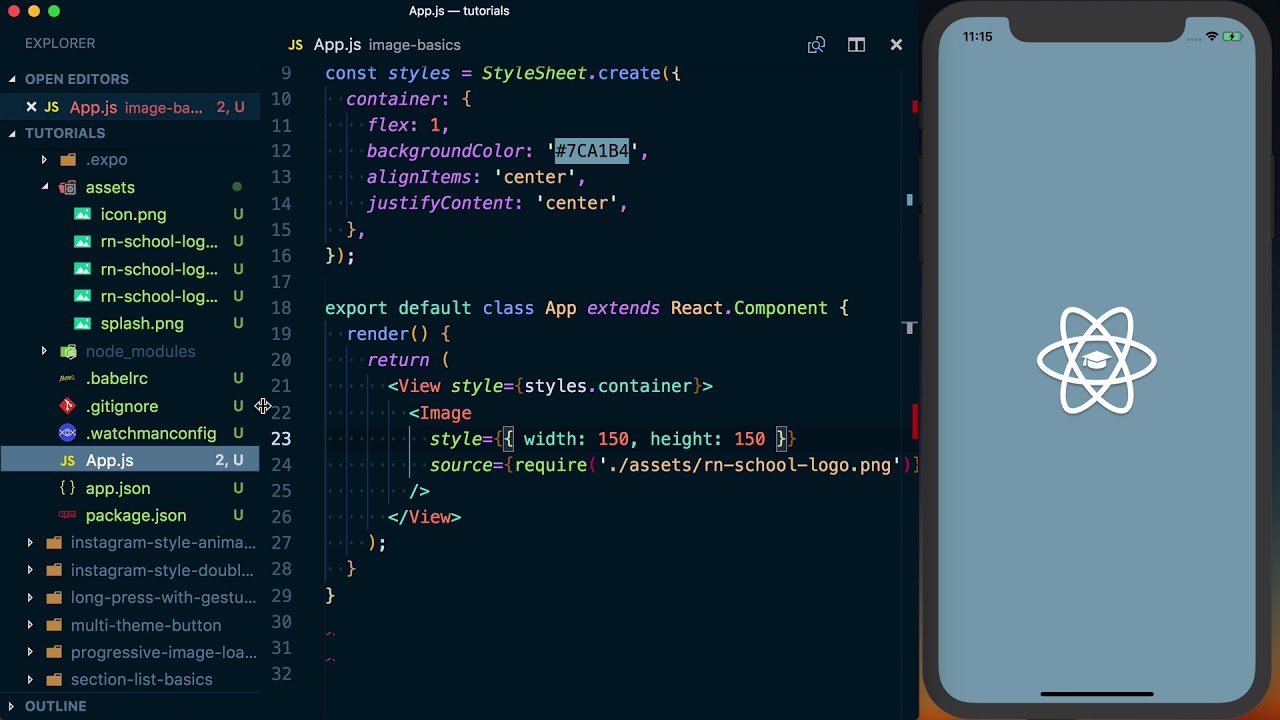 App.js — tutorials
EXPLORER
OPEN EDITORS
JS App.js image-ba... 2, U
TUTORIALS
.expo
assets
icon.png U
rn-school-log... U
rn-school-log... U
rn-school-log... U
splash.png U
node_modules
.babelrc U
.gitignore U
.watchmanconfig U
JS App.js 2, U
{} app.json U
package.json U
instagram-style-anima...
instagram-style-doubl...
long-press-with-gestu...
multi-theme-button
progressive-image-loa...
section-list-basics
OUTLINE
JS App.js image-basics
9 const styles = StyleSheet.create({
10 container: {
11 flex: 1,
12 backgroundColor: '#7CA1B4',
13 alignItems: 'center',
14 justifyContent: 'center',
15 },
16 });
17
18 export default class App extends React.Component {
19 render() {
20 return (
21 <View style={styles.container}>
22 <Image
23 style={{ width: 150, height: 150 }}
24 source={require('./assets/rn-school-logo.png')}
25 />
26 </View>
27 );
28 }
29 }
30
31
32
11:15